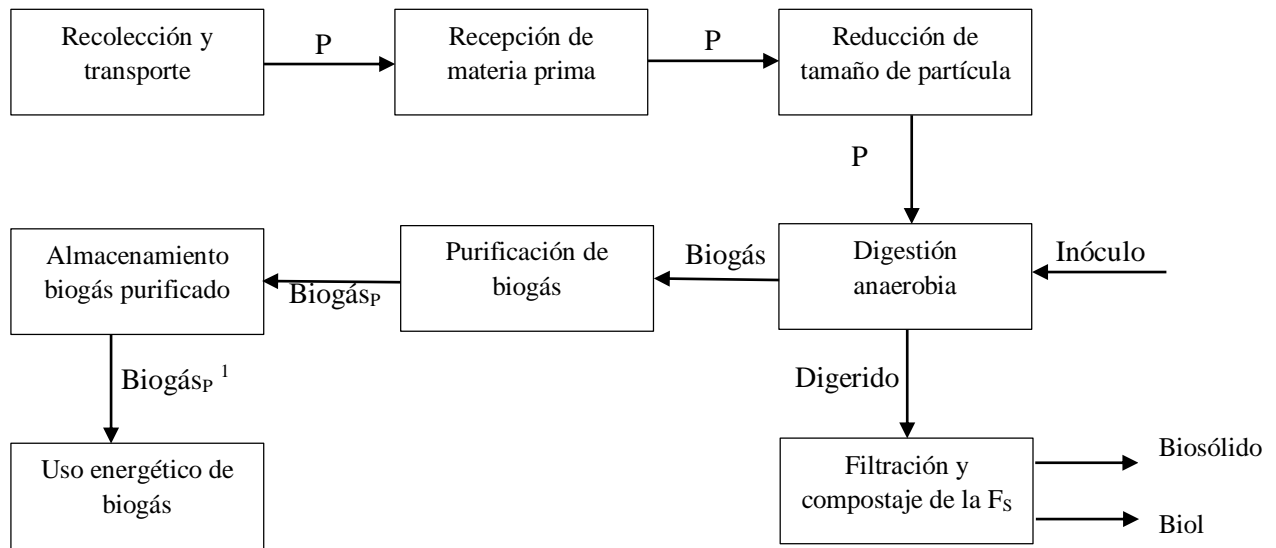 Recolección y
transporte
P
Recepción de
materia prima
P
Reducción de
tamaño de partícula
P
Almacenamiento
biogás purificado
Biogásₚ
Purificación de
biogás
Biogás
Digestión
anaerobia
Inóculo
Biogásₚ ¹
Digerido
Uso energético de
biogás
Filtración y
compostaje de la Fₛ
Biosólido
Biol